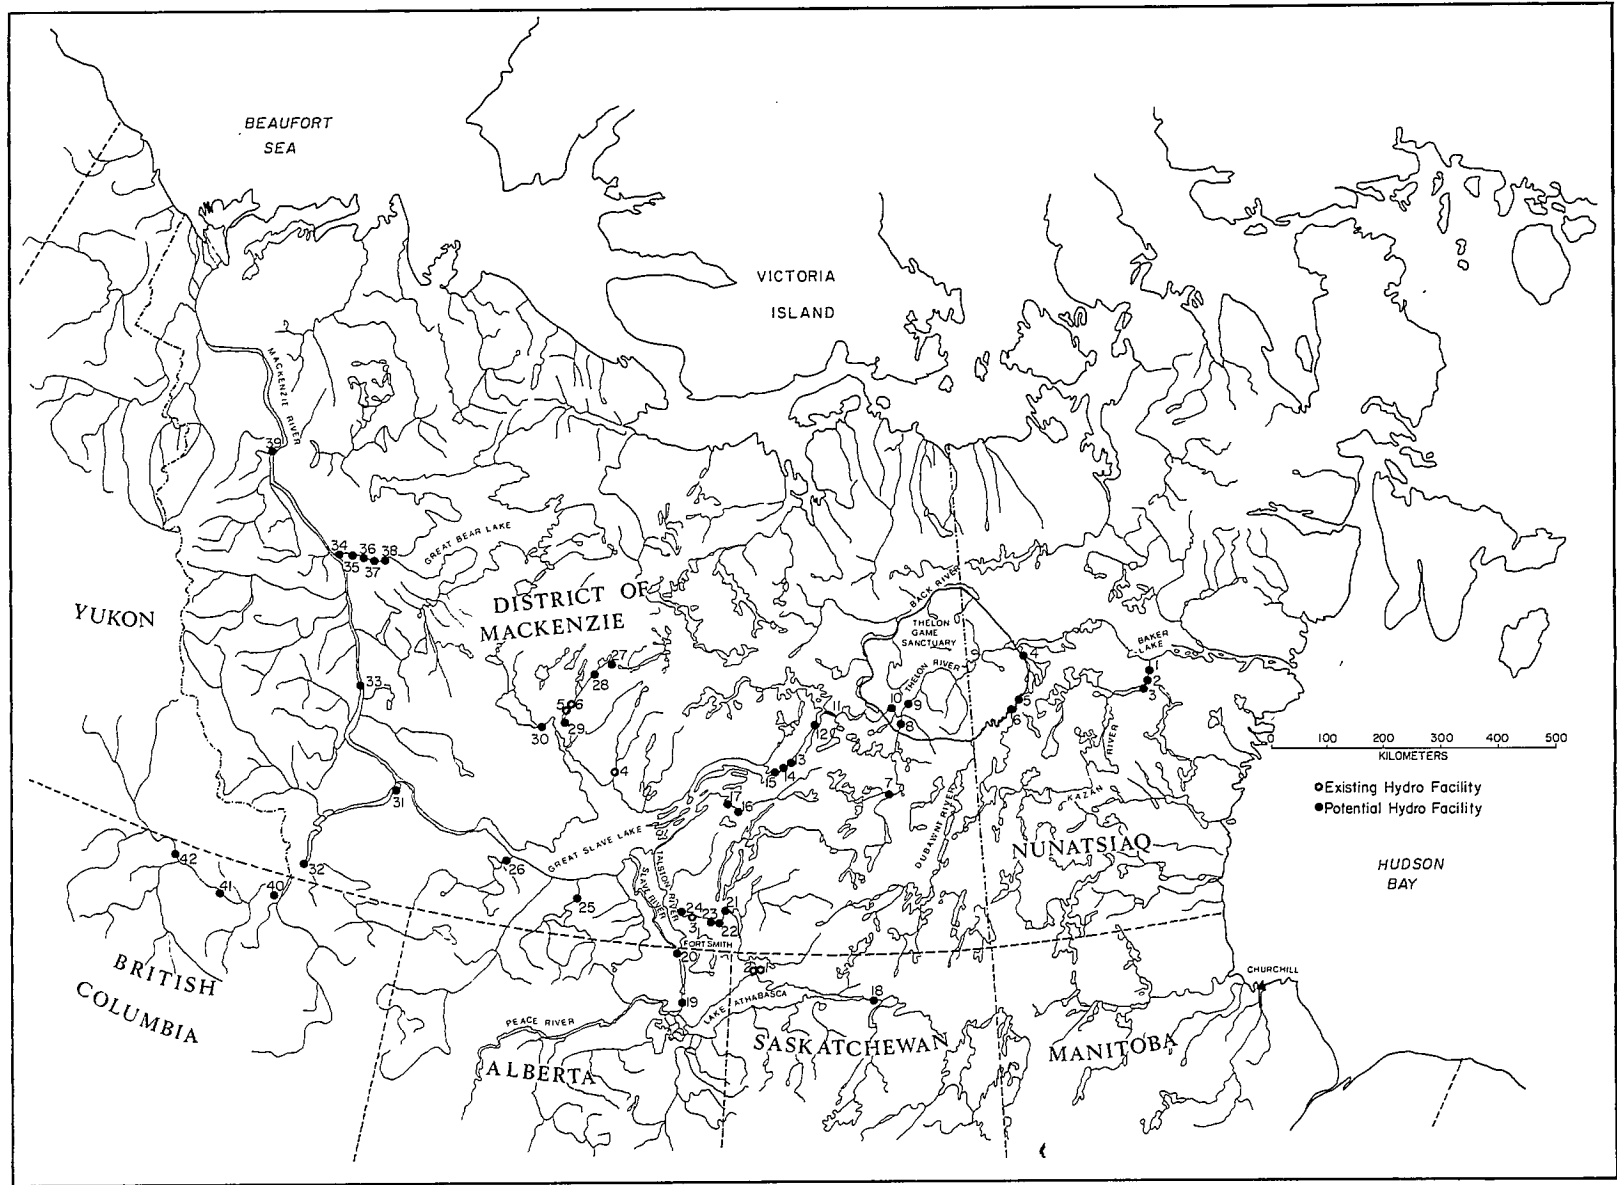 BEAUFORT
SEA
VICTORIA
ISLAND
MACKENZIE RIVER
39
34
36
38
35
37
GREAT BEAR LAKE
YUKON
DISTRICT OF
MACKENZIE
BACK RIVER
THELON
GAME
SANCTUARY
THELON RIVER
BAKER
LAKE
4
1
2
3
27
28
33
5
6
29
30
4
10
9
8
5
6
11
12
13
14
15
17
16
7
RIVER
KAZAN
DUBAWNT RIVER
0 100 200 300 400 500
KILOMETERS
Existing Hydro Facility
Potential Hydro Facility
31
GREAT SLAVE LAKE
TALSTON RIVER
SLAVE RIVER
NUNATSIAQ
HUDSON
BAY
42
41
40
32
26
25
24
3
23
21
22
FORT SMITH
20
2
1
19
18
LAKE ATHABASCA
CHURCHILL
BRITISH
COLUMBIA
PEACE RIVER
ALBERTA
SASKATCHEWAN
MANITOBA